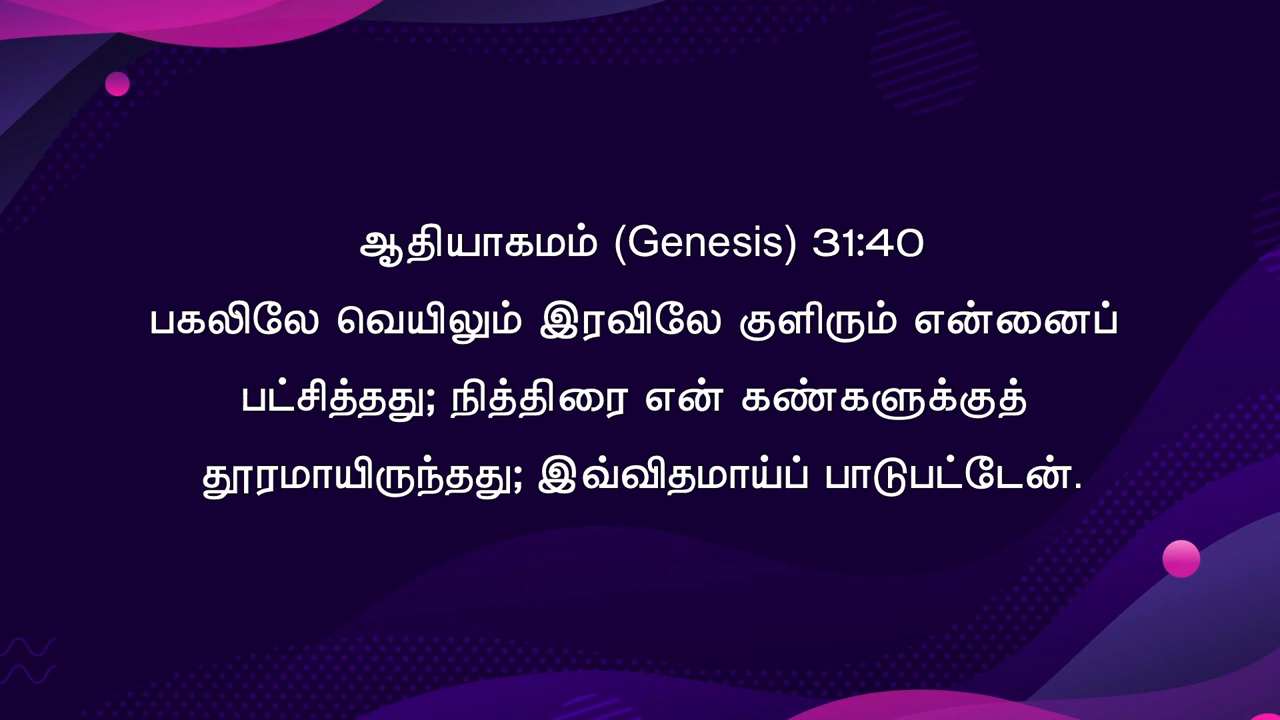 ஆதியாகமம் (Genesis) 31:40
பகலிலே வெயிலும் இரவிலே குளிரும் என்னைப்
பட்சித்தது; நித்திரை என் கண்களுக்குத்
தூரமாயிருந்தது; இவ்விதமாய்ப் பாடுபட்டேன்.